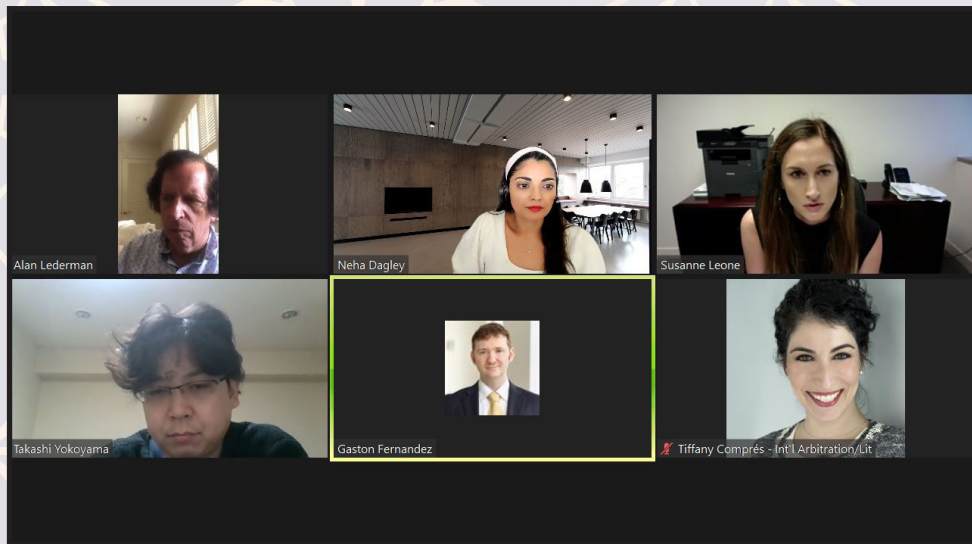 Alan Lederman
Neha Dagley
Susanne Leone
Takashi Yokoyama
Gaston Fernandez
Tiffany Comprés - Int'l Arbitration/Lit